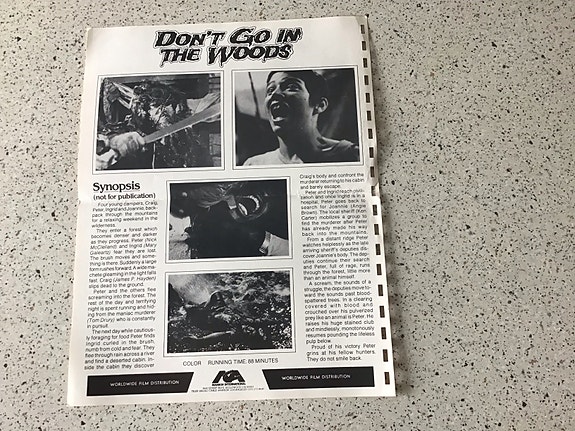 DON'T GO IN
THE WOODS
Synopsis
(not for publication)
Four young campers, Craig,
Peter, Ingrid and Joannie, back-
pack through the mountains
for a relaxing weekend in the
wilderness.
They enter a forest which
becomes denser and darker
as they progress. Peter (Nick
McClelland) and Ingrid (Mary
Galeartz) fear they are lost.
The brush moves and some-
thing is there. Suddenly a large
form rushes forward. A wide ma-
chete gleaming in the light falls
fast. Craig (James P. Hayden)
slips dead to the ground.
Peter and the others flee
screaming into the forest. The
rest of the day and terrifying
night is spent running and hid-
ing from the maniac murderer
(Tom Drury) who is constantly
in pursuit.
The next day while cautious-
ly foraging for food Peter finds
Ingrid curled in the brush,
numb from cold and fear. They
flee through rain across a river
and find a deserted cabin. In-
side the cabin they discover
Craig's body and confront the
murderer returning to his cabin
and barely escape.
Peter and Ingrid reach civili-
zation and once Ingrid is in a
hospital, Peter goes back to
search for Joannie (Angie
Brown). The local sheriff (Ken
Carter) mobilizes a group to
find the murderer after Peter
has already made his way
back into the mountains.
From a distant ridge Peter
watches helplessly as the late
arriving sheriff's deputies dis-
cover Joannie's body. The dep-
uties continue their search
and Peter, full of rage, runs
through the forest, little more
than an animal himself.
A scream, the sounds of a
struggle, the deputies move to-
ward the sounds past blood-
spattered trees. In a clearing
covered with blood and
crouched over his pulverized
prey like an animal is Peter. He
raises his huge stained club
and mindlessly, monotonously
resumes pounding the lifeless
bulk.
Proud of his victory Peter
grins at his fellow hunters.
They do not smile back.
COLOR RUNNING TIME: 88 MINUTES
WORLDWIDE FILM DISTRIBUTION
WORLDWIDE FILM DISTRIBUTION